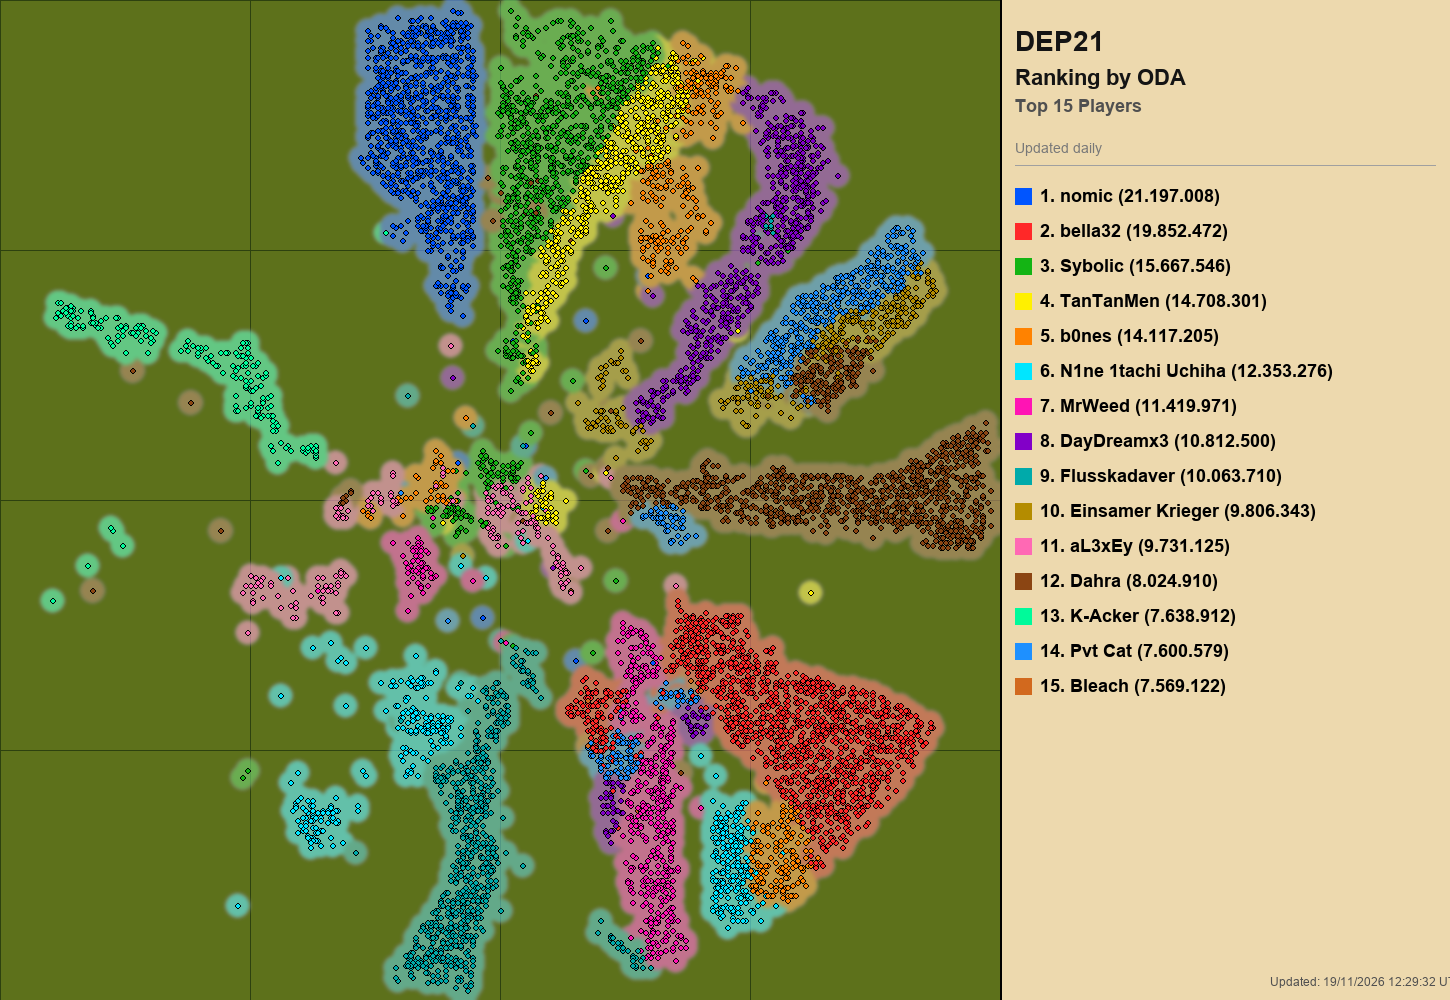 DEP21
Ranking by ODA
Top 15 Players
Updated daily
1. nomic (21.197.008)
2. bella32 (19.852.472)
3. Sybolic (15.667.546)
4. TanTanMen (14.708.301)
5. b0nes (14.117.205)
6. N1ne 1tachi Uchiha (12.353.276)
7. MrWeed (11.419.971)
8. DayDreamx3 (10.812.500)
9. Flusskadaver (10.063.710)
10. Einsamer Krieger (9.806.343)
11. aL3xEy (9.731.125)
12. Dahra (8.024.910)
13. K-Acker (7.638.912)
14. Pvt Cat (7.600.579)
15. Bleach (7.569.122)
Updated: 19/11/2026 12:29:32